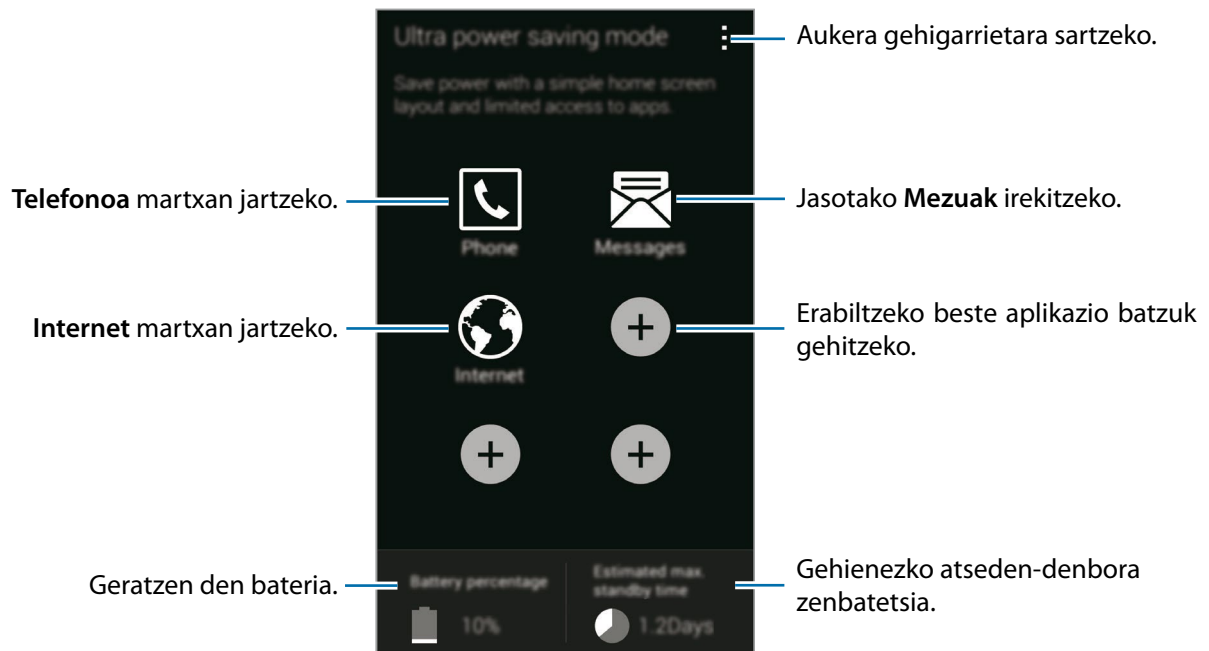 Ultra power saving mode
Aukera gehigarrietara sartzeko.
Save power with a simple home screen
layout and limited access to apps.
Telefonoa martxan jartzeko.
Jasotako Mezuak irekitzeko.
Phone
Messages
Internet martxan jartzeko.
Erabiltzeko beste aplikazio batzuk
gehitzeko.
Internet
Geratzen den bateria.
Battery percentage
10%
Estimated max.
standby time
1.2Days
Gehienezko atseden-denbora
zenbatetsia.